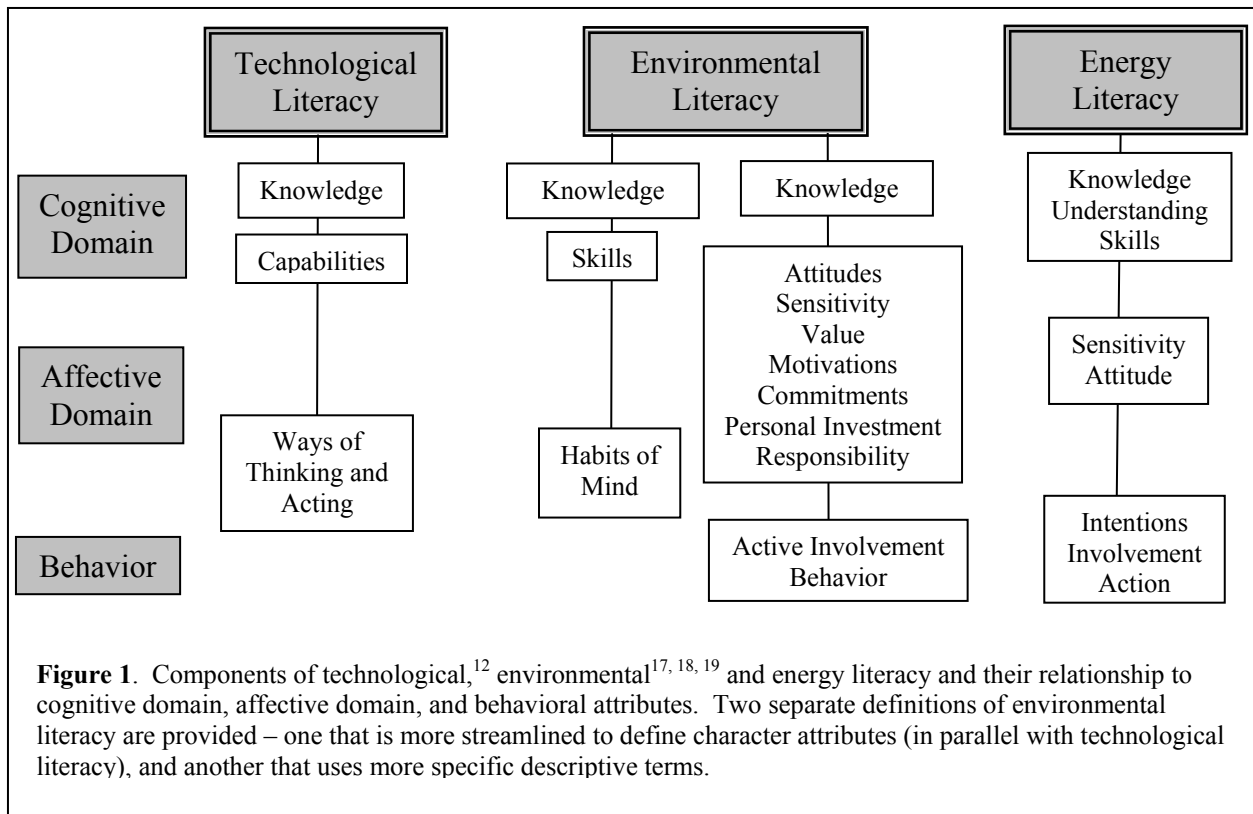 Technological
Literacy
Environmental
Literacy
Energy
Literacy
Cognitive
Domain
Knowledge
Capabilities
Knowledge
Skills
Knowledge
Knowledge
Understanding
Skills
Affective
Domain
Ways of
Thinking and
Acting
Habits of
Mind
Attitudes
Sensitivity
Value
Motivations
Commitments
Personal Investment
Responsibility
Sensitivity
Attitude
Behavior
Active Involvement
Behavior
Intentions
Involvement
Action
Figure 1. Components of technological,12 environmental17, 18, 19 and energy literacy and their relationship to
cognitive domain, affective domain, and behavioral attributes. Two separate definitions of environmental
literacy are provided – one that is more streamlined to define character attributes (in parallel with technological
literacy), and another that uses more specific descriptive terms.